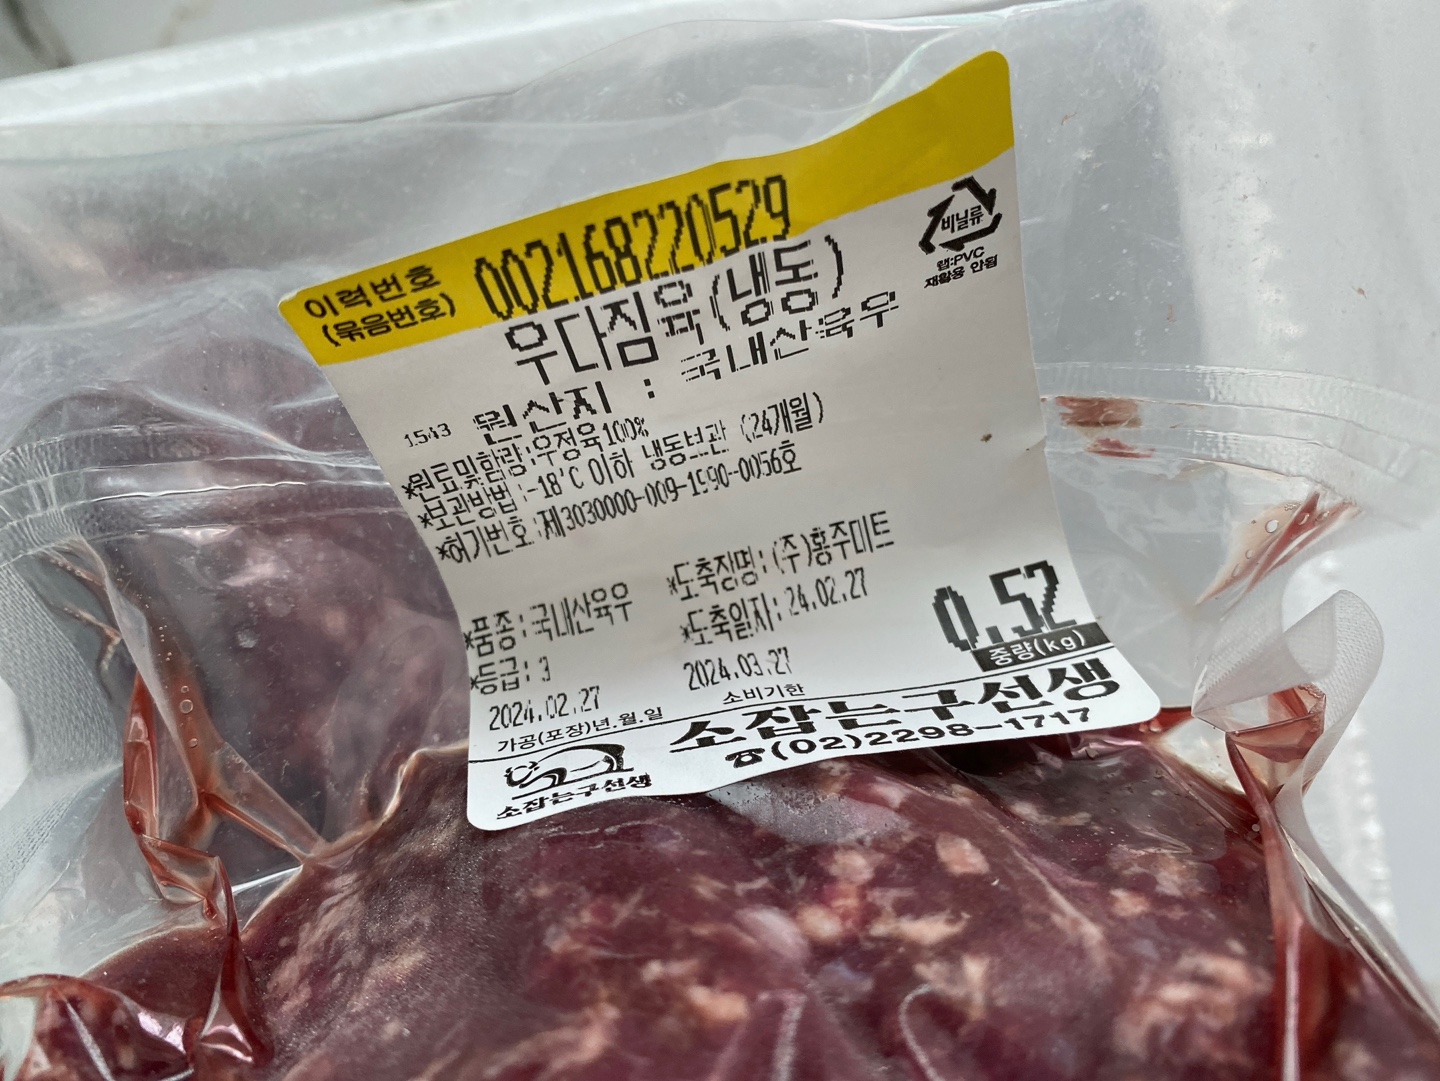 이력번호
(묶음번호)
002168220529
비닐류
랩:PVC
재활용 안됨
우다짐육(냉동)
1543 원산지 : 국내산육우
*원료및함량:우정육100%
*보관방법:-18°C 이하 냉동보관 (24개월)
*허가번호:제3030000-009-1990-0056호
*품종:국내산육우 *도축장명:(주)홍주미트
*등급:3 *도축일자:24.02.27
0.52
중량(kg)
2024.02.27 2024.03.27
가공(포장)년.월.일 소비기한
소잡는구선생
☎(02)2298-1717
소잡는구선생